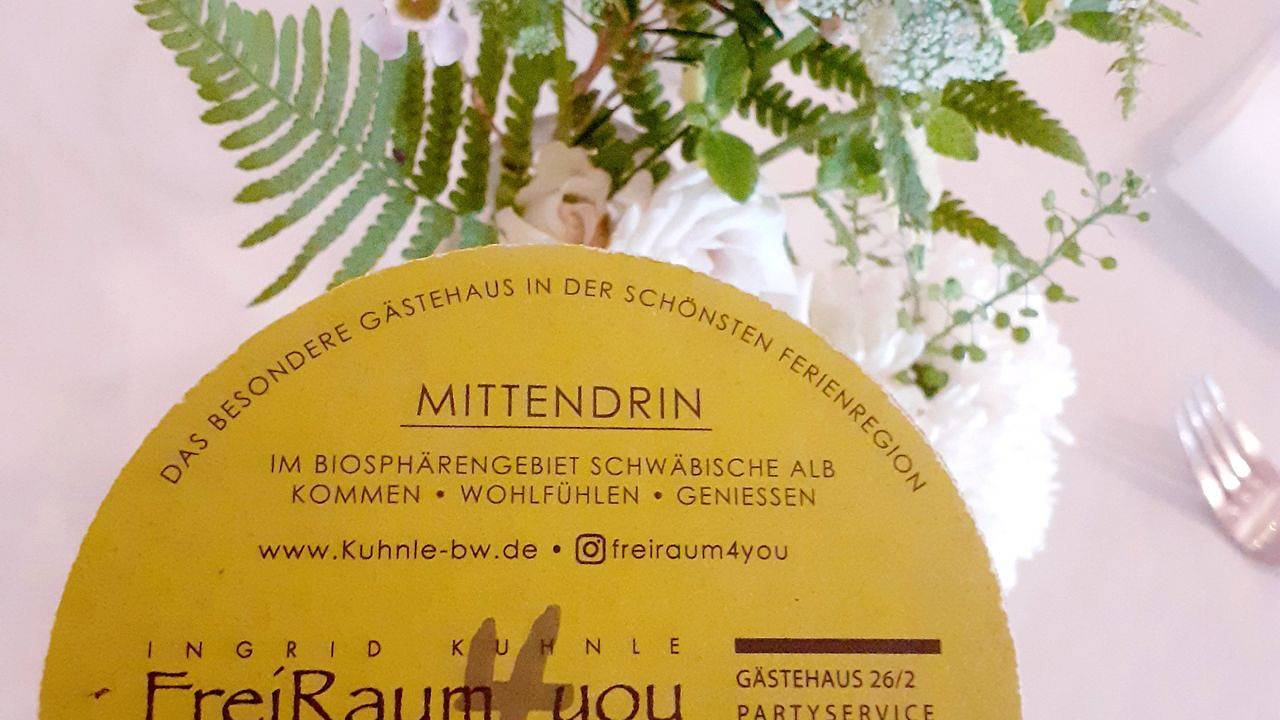 DAS BESONDERE GÄSTEHAUS IN DER SCHÖNSTEN FERIENREGION
MITTENDRIN
IM BIOSPHÄRENGEBIET SCHWÄBISCHE ALB
KOMMEN • WOHLFÜHLEN • GENIESSEN
www.Kuhnle-bw.de • freiraum4you
INGRID KUHNLE
FreiRaum4you
GÄSTEHAUS 26/2
PARTYSERVICE